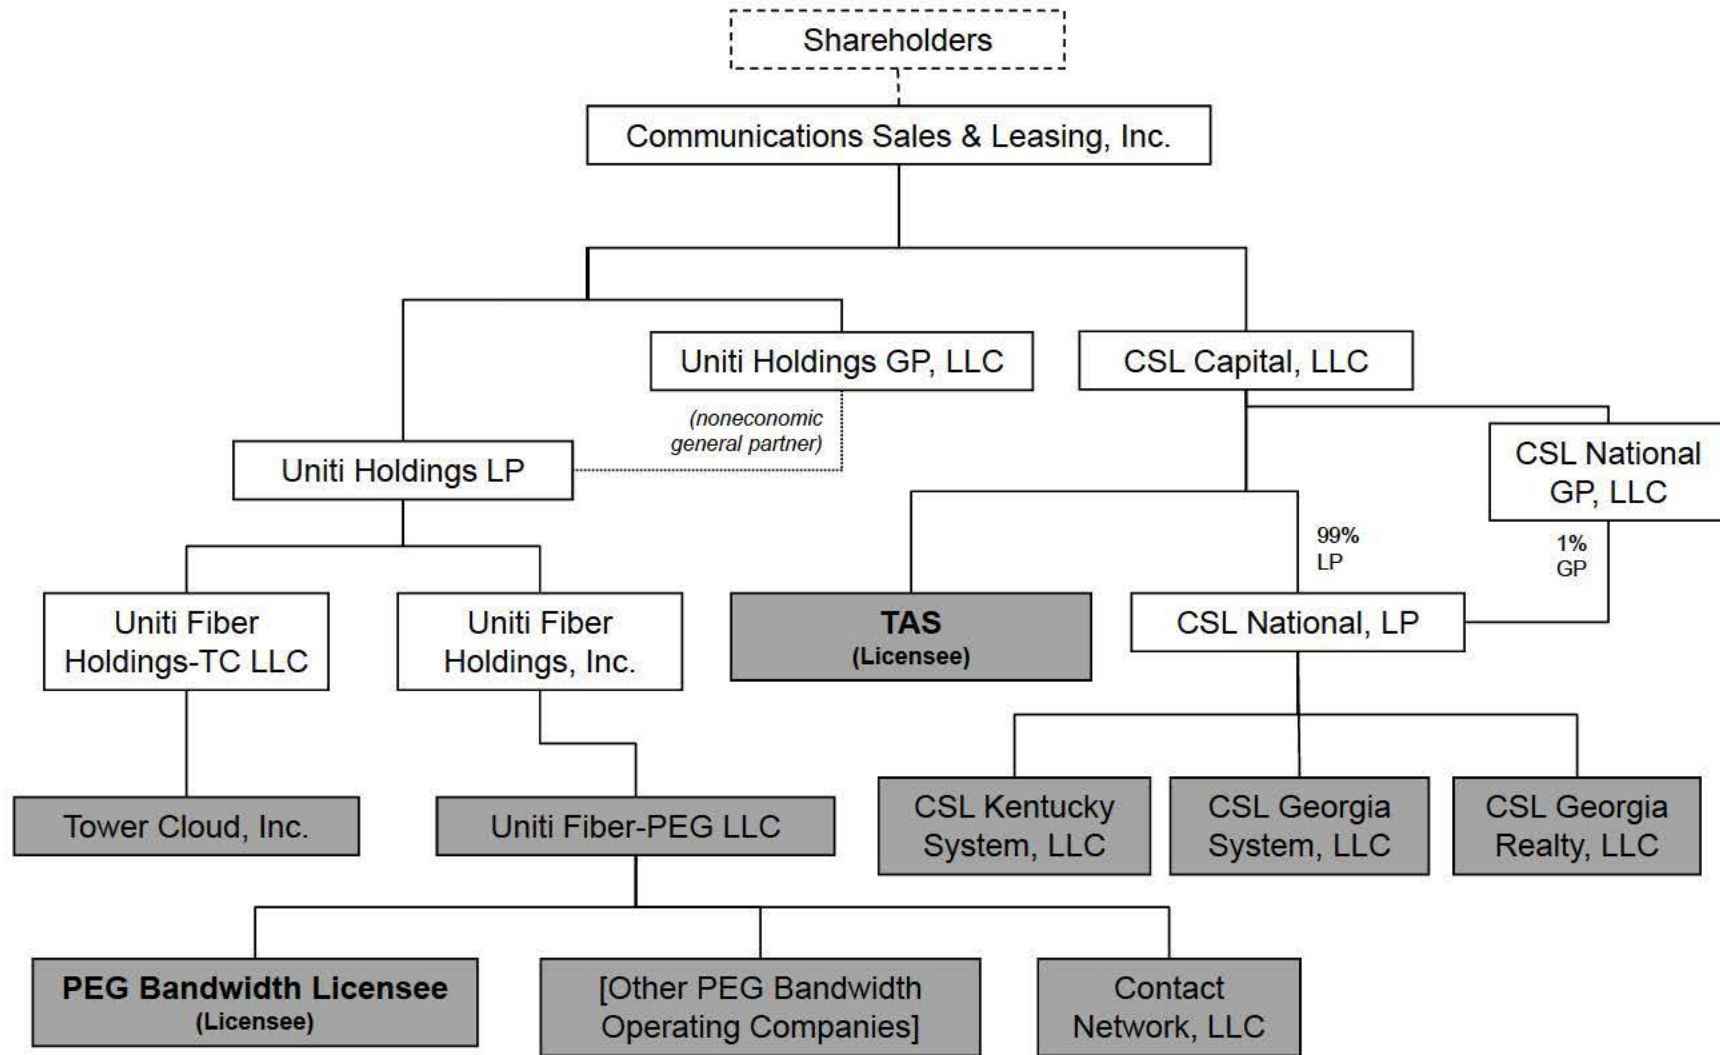 Shareholders
Communications Sales & Leasing, Inc.
Uniti Holdings GP, LLC
CSL Capital, LLC
(noneconomic
general partner)
Uniti Holdings LP
CSL National
GP, LLC
99%
LP
1%
GP
Uniti Fiber
Holdings-TC LLC
Uniti Fiber
Holdings, Inc.
TAS
(Licensee)
CSL National, LP
Tower Cloud, Inc.
Uniti Fiber-PEG LLC
CSL Kentucky
System, LLC
CSL Georgia
System, LLC
CSL Georgia
Realty, LLC
PEG Bandwidth Licensee
(Licensee)
[Other PEG Bandwidth
Operating Companies]
Contact
Network, LLC